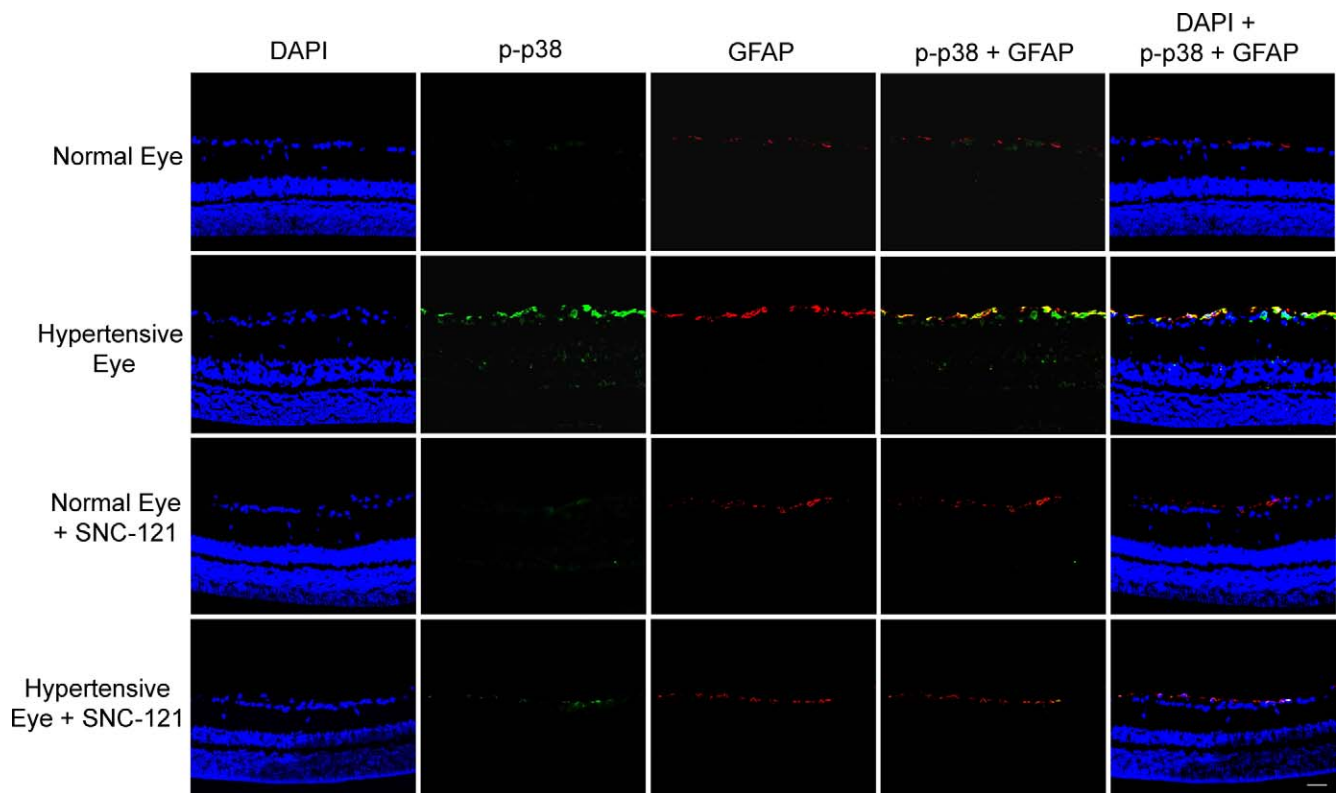 DAPI
p-p38
GFAP
p-p38 + GFAP
DAPI +
p-p38 + GFAP
Normal Eye
Hypertensive
Eye
Normal Eye
+ SNC-121
Hypertensive
Eye + SNC-121